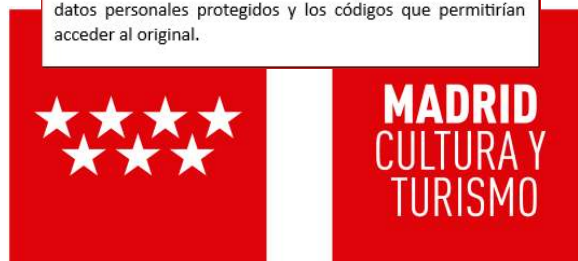 datos personales protegidos y los códigos que permitirían
acceder al original.
MADRID
CULTURA Y
TURISMO